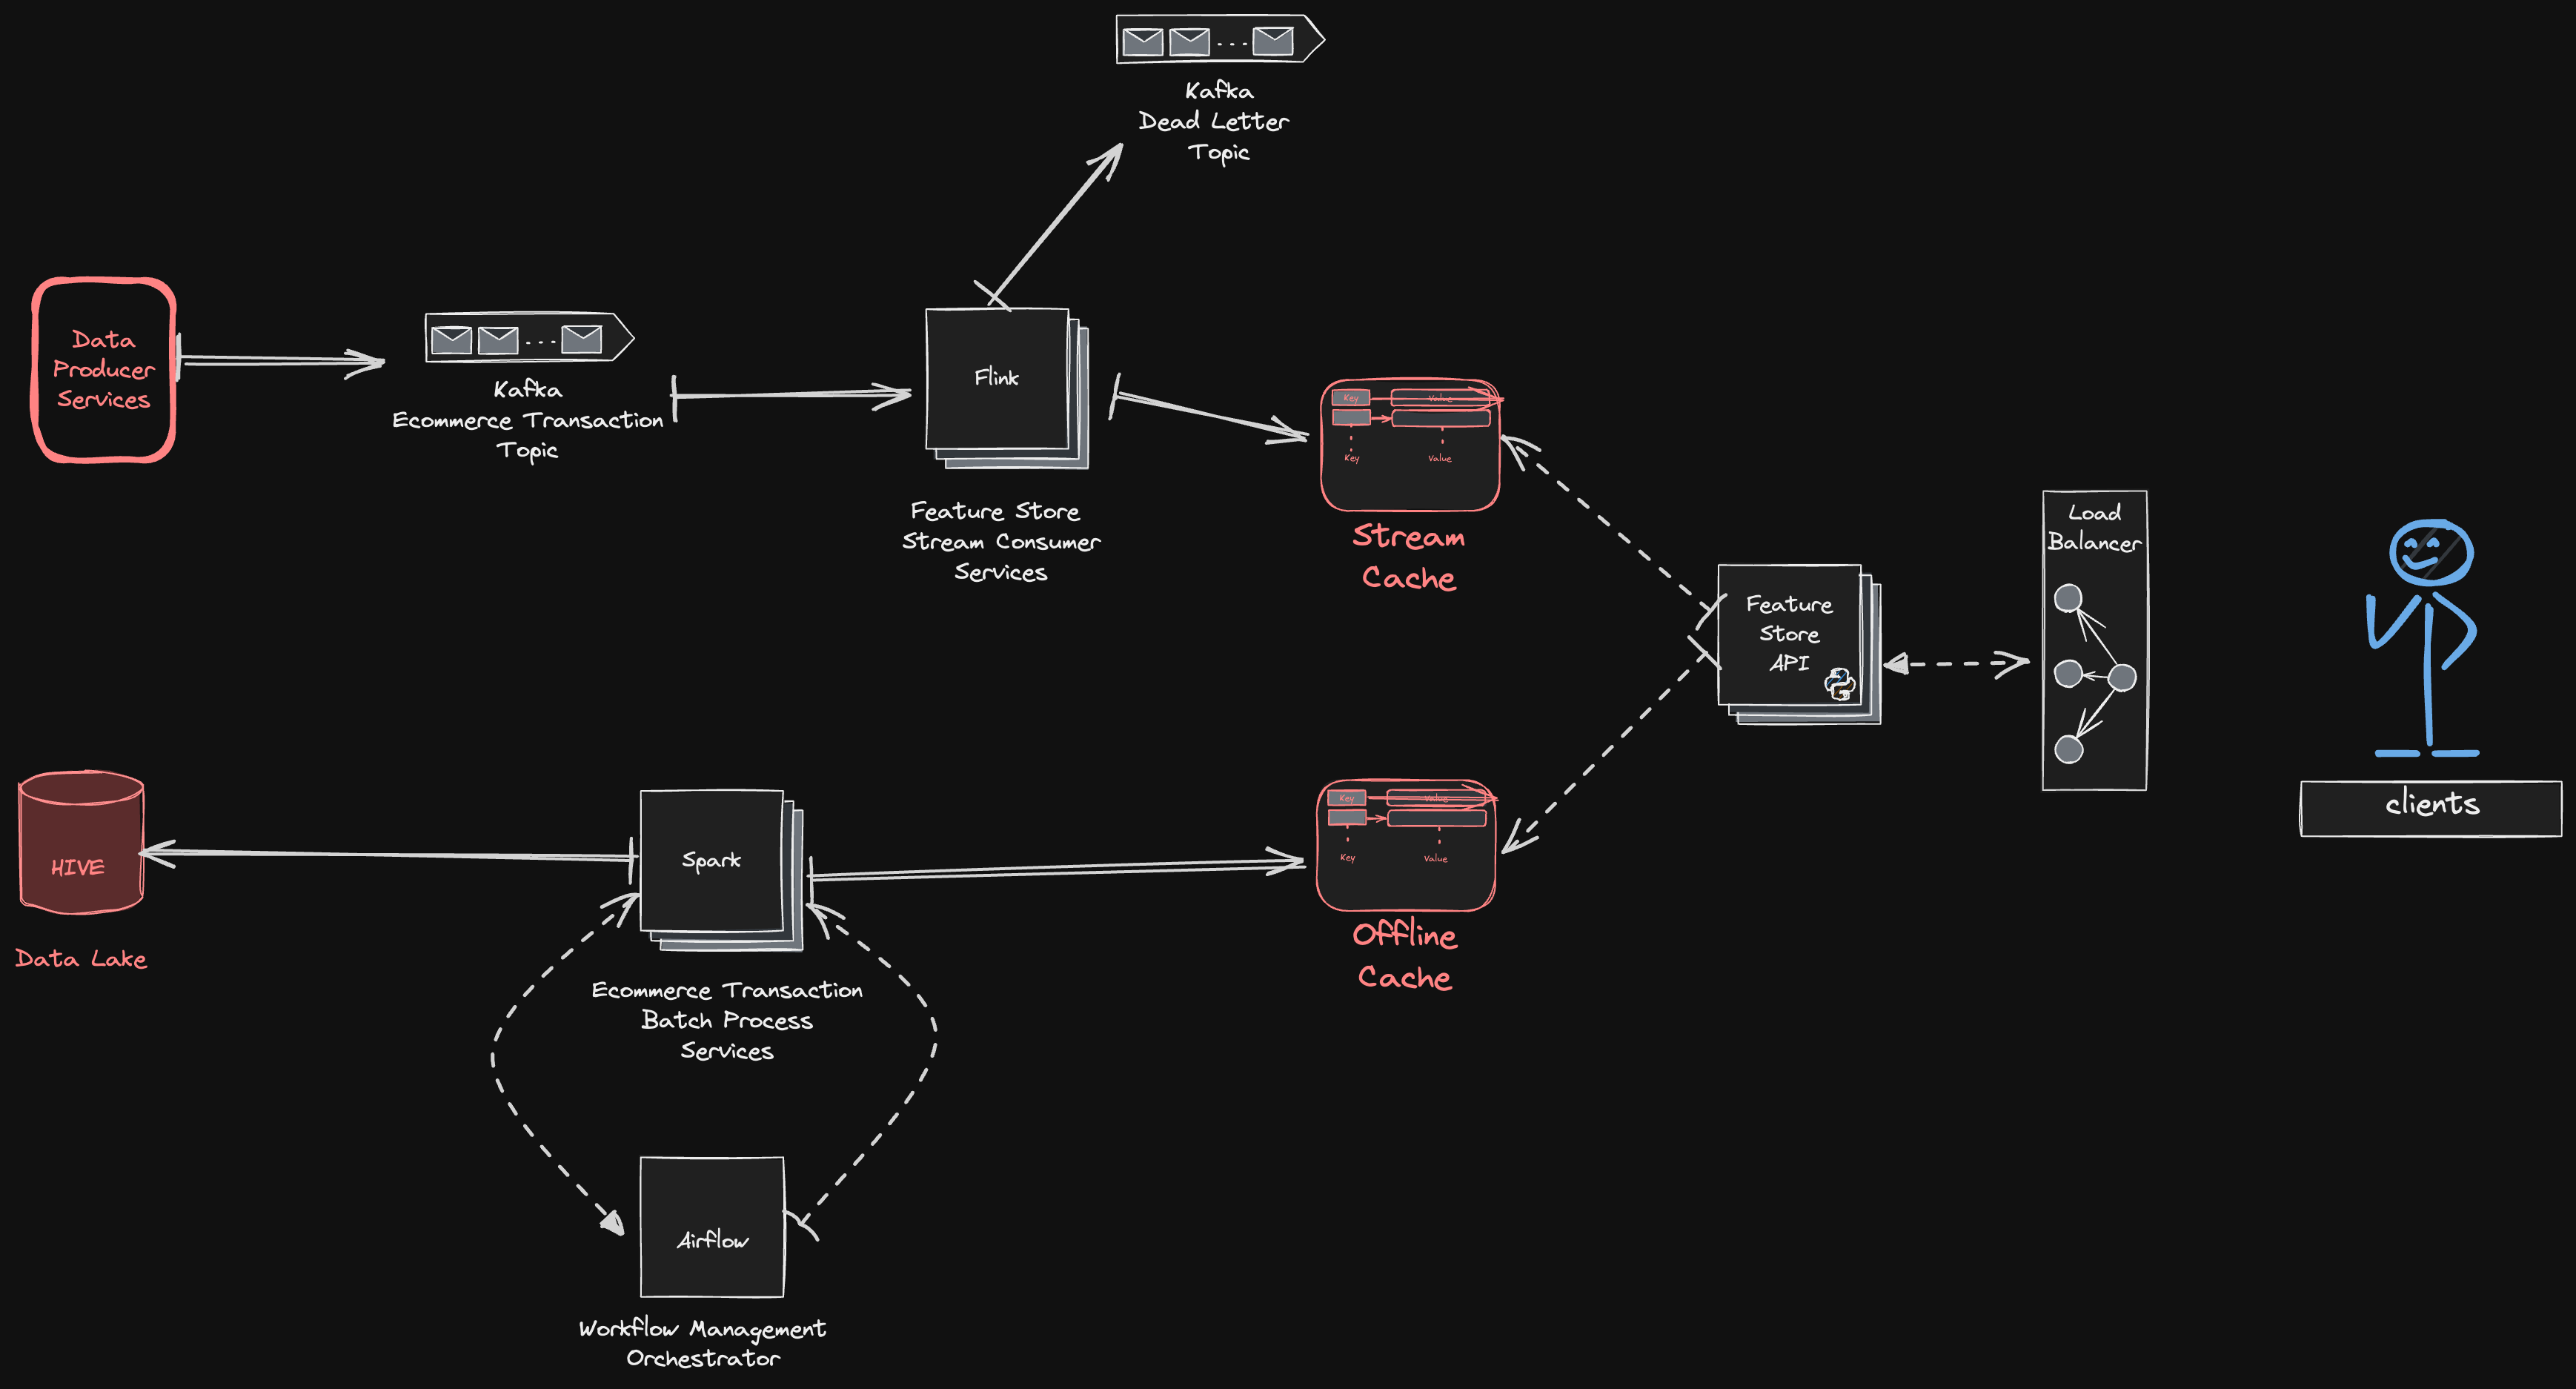 Kafka
Dead Letter
Topic
Data
Producer
Services
Kafka
Ecommerce Transaction
Topic
Flink
Feature Store
Stream Consumer
Services
Key
Value
Key
Value
Stream
Cache
Feature
Store
API
Load
Balancer
clients
HIVE
Data Lake
Spark
Ecommerce Transaction
Batch Process
Services
Key
Value
Key
Value
Offline
Cache
Airflow
Workflow Management
Orchestrator